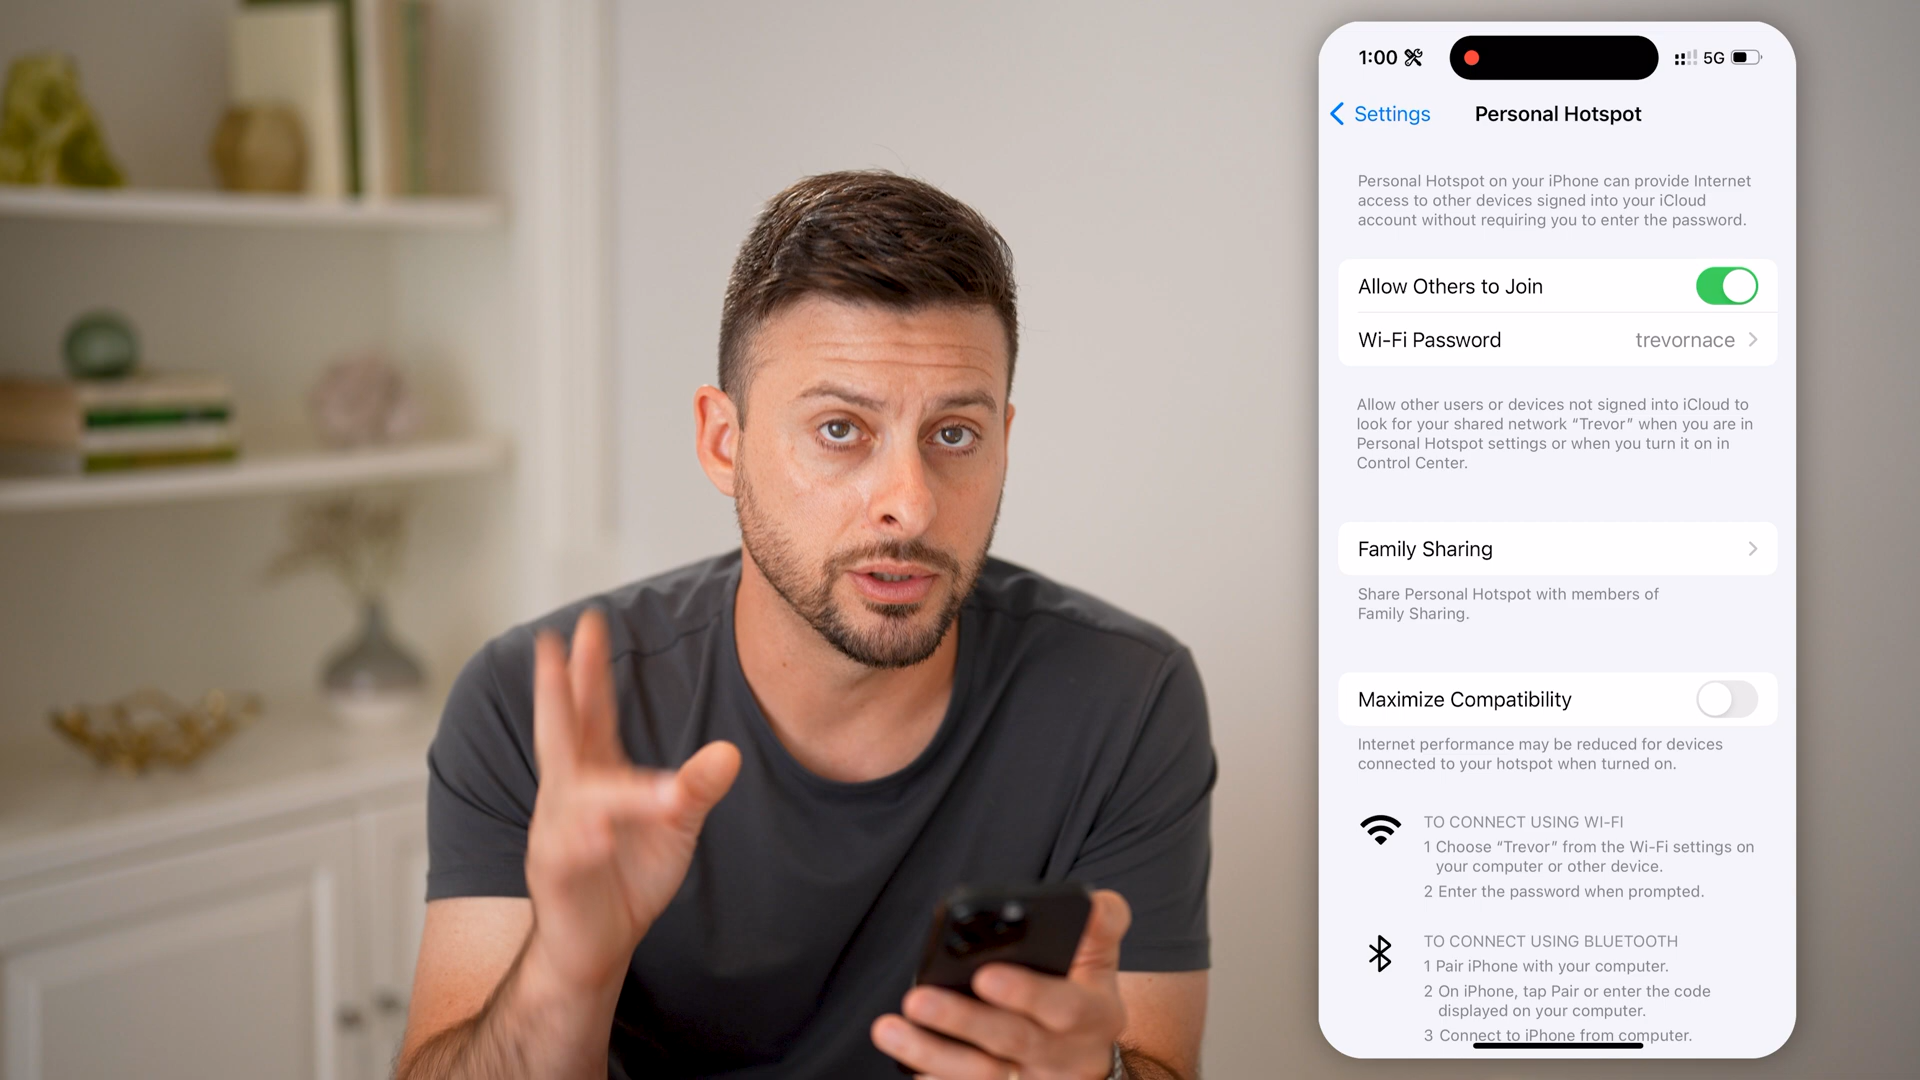 1:00 5G
Settings Personal Hotspot
Personal Hotspot on your iPhone can provide Internet
access to other devices signed into your iCloud
account without requiring you to enter the password.
Allow Others to Join
Wi-Fi Password trevornace
Allow other users or devices not signed into iCloud to
look for your shared network “Trevor” when you are in
Personal Hotspot settings or when you turn it on in
Control Center.
Family Sharing
Share Personal Hotspot with members of
Family Sharing.
Maximize Compatibility
Internet performance may be reduced for devices
connected to your hotspot when turned on.
TO CONNECT USING WI-FI
1 Choose “Trevor” from the Wi-Fi settings on
your computer or other device.
2 Enter the password when prompted.
TO CONNECT USING BLUETOOTH
1 Pair iPhone with your computer.
2 On iPhone, tap Pair or enter the code
displayed on your computer.
3 Connect to iPhone from computer.